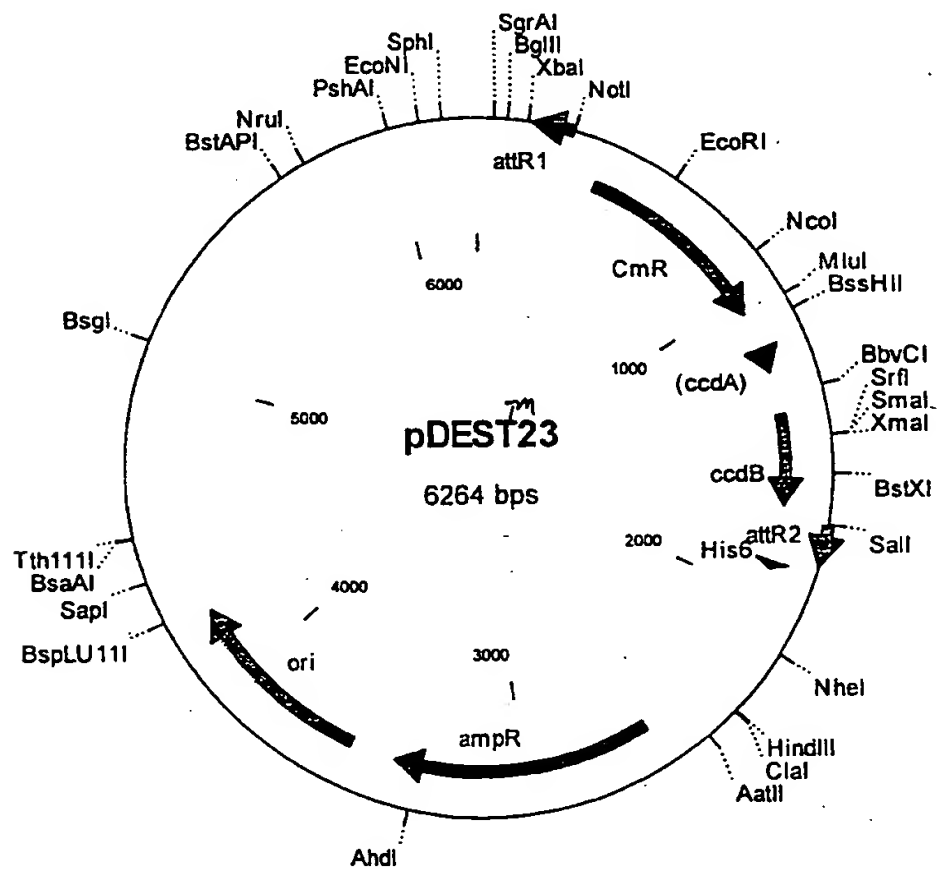 SgrAI
SphI
BglII
EcoNI
XbaI
PshAI
NotI
NruI
BstAPI
attR1
EcoRI
NcoI
CmR
MluI
6000
BssHII
BsgI
BbvCI
1000
(ccdA)
SrfI
SmaI
XmaI
5000
TM
pDEST23
ccdB
BstXI
6264 bps
attR2
2000
His6
SalI
Tth111I
BsaAI
4000
SapI
BspLU11I
ori
3000
NheI
ampR
HindIII
ClaI
AatII
AhdI